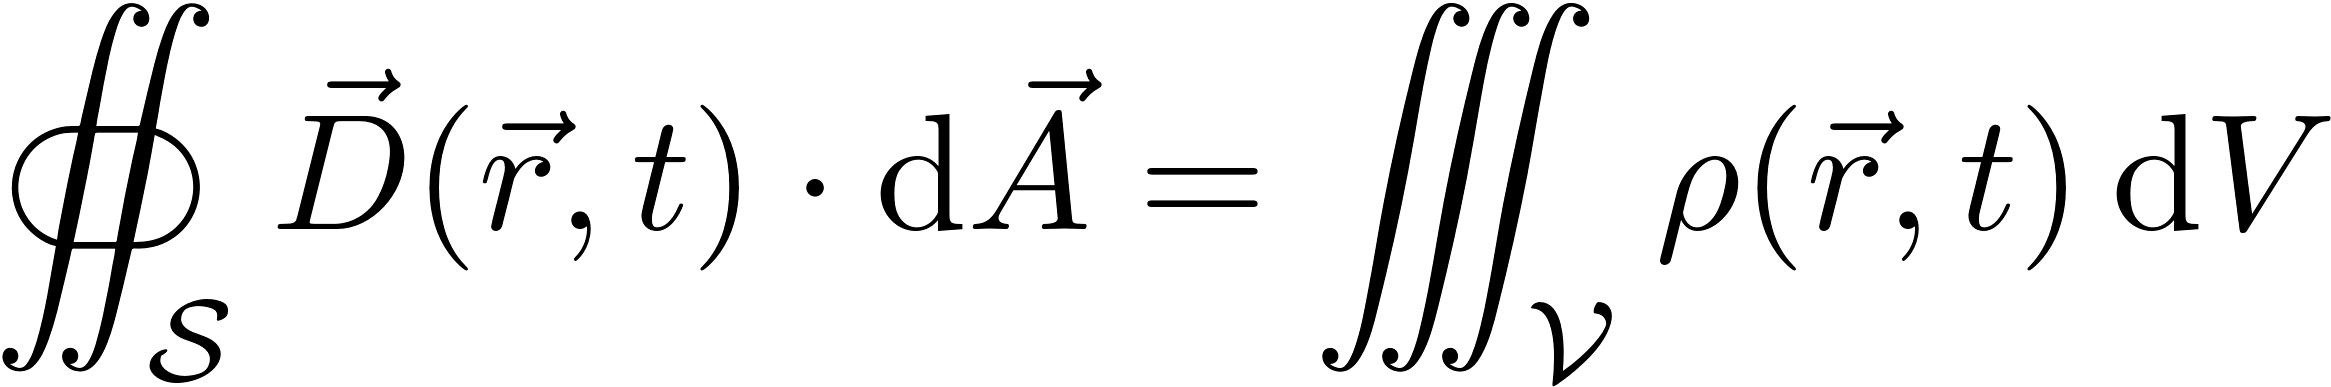 ∯_𝒮 D⃗(r⃗, t) · dA⃗ = ∭_𝒱 ρ(r⃗, t) dV